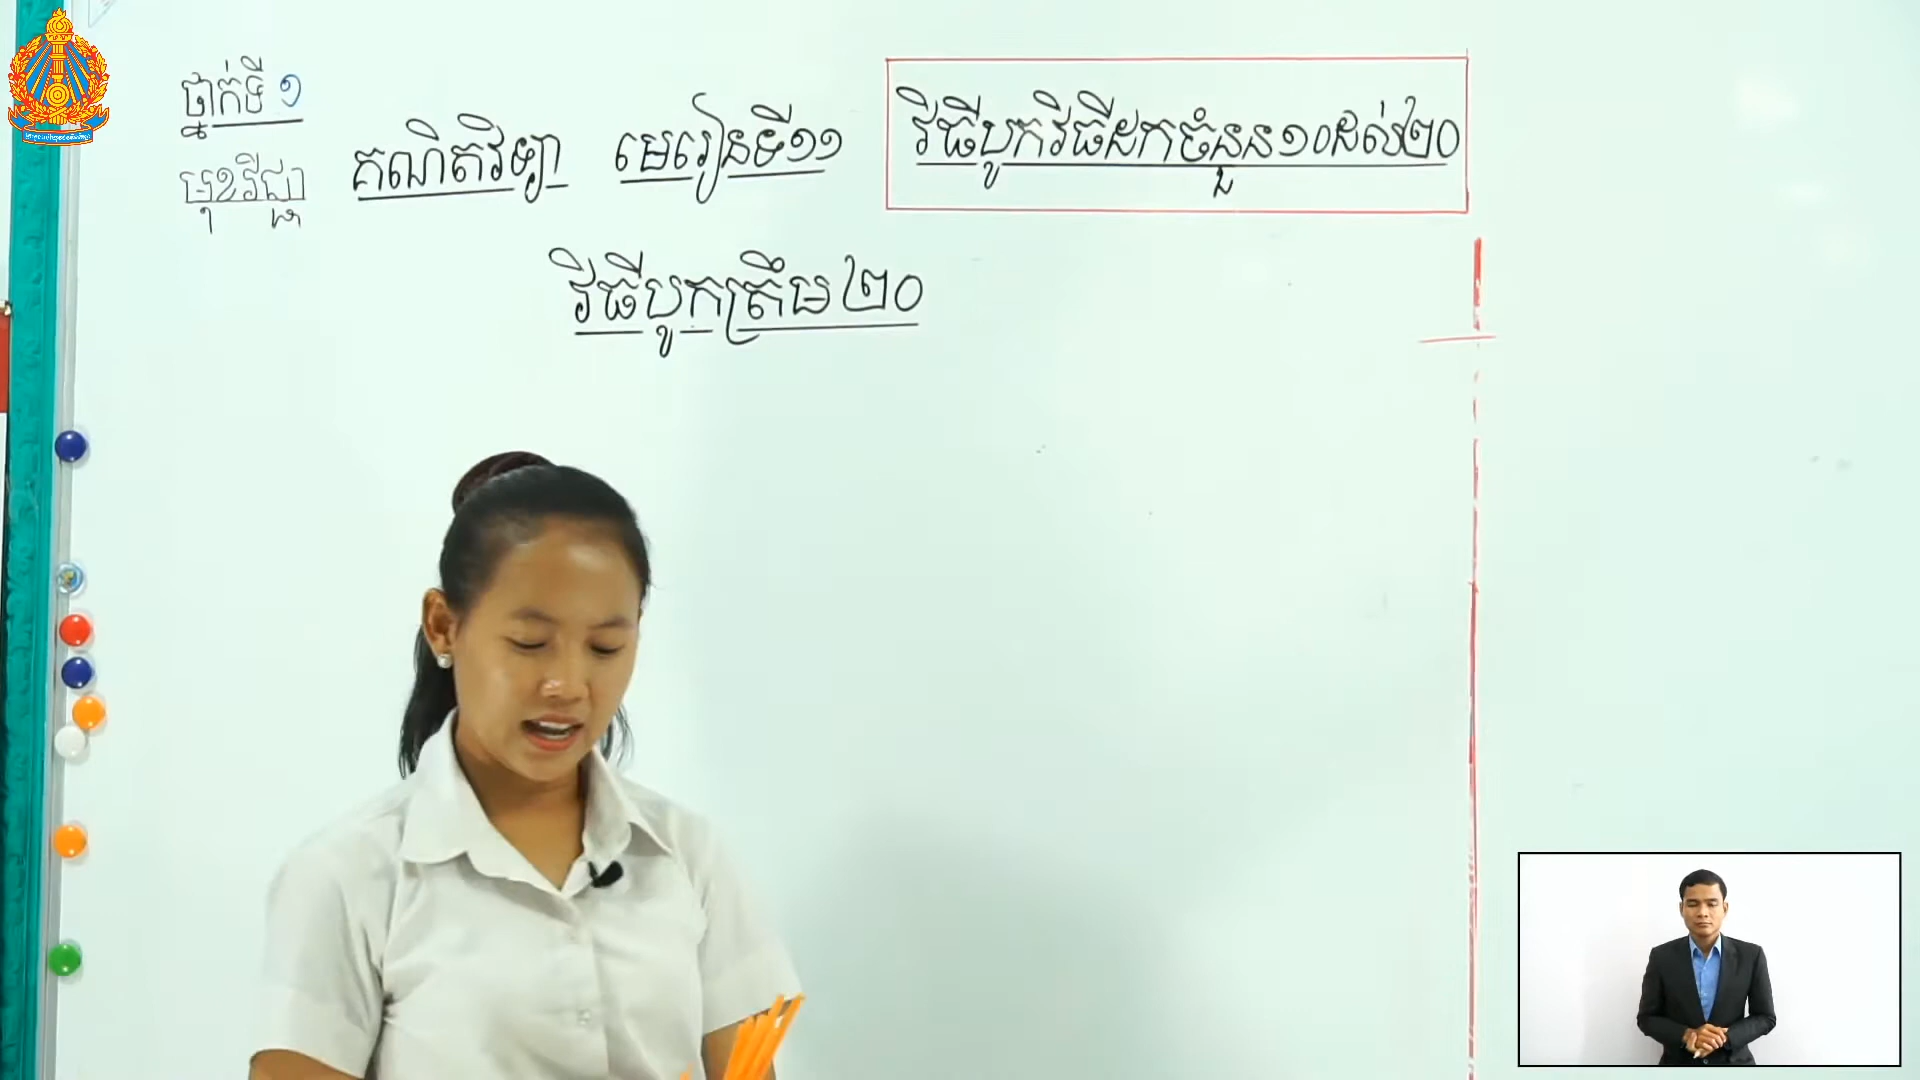 ថ្នាក់ទី ១
មុខវិជ្ជា គណិតវិទ្យា មេរៀនទី១១ វិធីបូកវិធីដកចំនួន១០ដល់២០
វិធីបូកត្រឹម ២០